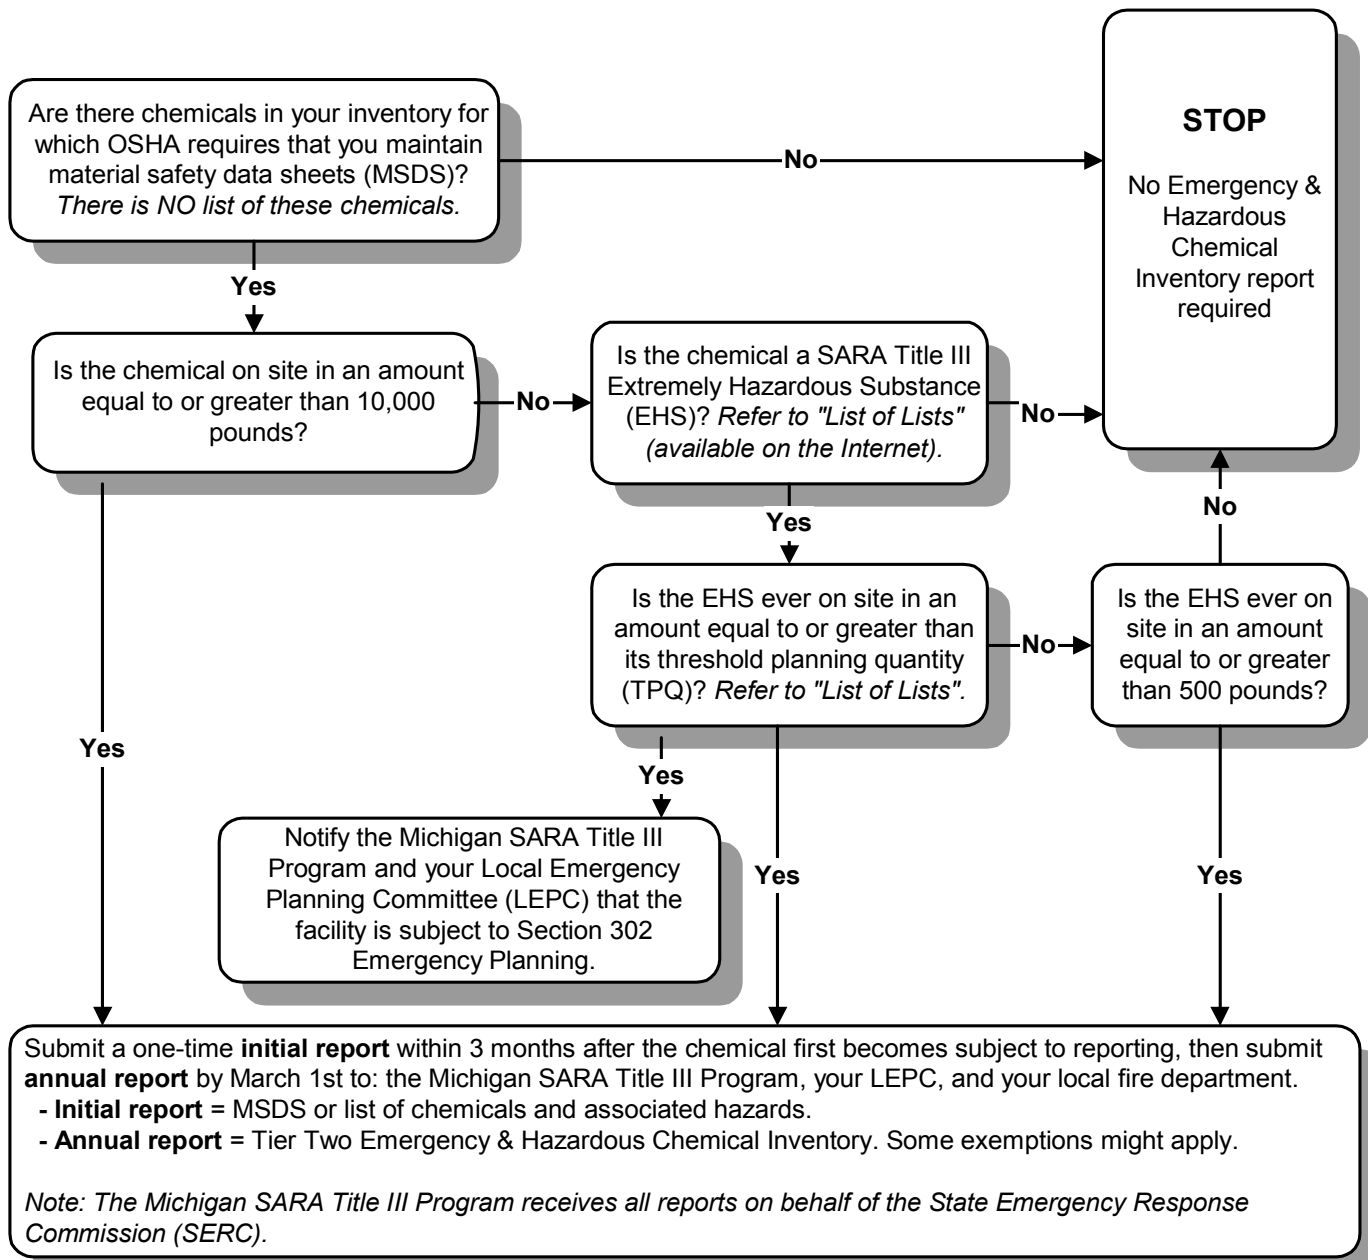 Are there chemicals in your inventory for
which OSHA requires that you maintain
material safety data sheets (MSDS)?
There is NO list of these chemicals.
No
STOP
No Emergency &
Hazardous
Chemical
Inventory report
required
Yes
Is the chemical on site in an amount
equal to or greater than 10,000
pounds?
No
Is the chemical a SARA Title III
Extremely Hazardous Substance
(EHS)? Refer to "List of Lists"
(available on the Internet).
No
Yes
No
Is the EHS ever on site in an
amount equal to or greater than
its threshold planning quantity
(TPQ)? Refer to "List of Lists".
No
Is the EHS ever on
site in an amount
equal to or greater
than 500 pounds?
Yes
Yes
Notify the Michigan SARA Title III
Program and your Local Emergency
Planning Committee (LEPC) that the
facility is subject to Section 302
Emergency Planning.
Yes
Yes
Submit a one-time initial report within 3 months after the chemical first becomes subject to reporting, then submit
annual report by March 1st to: the Michigan SARA Title III Program, your LEPC, and your local fire department.
- Initial report = MSDS or list of chemicals and associated hazards.
- Annual report = Tier Two Emergency & Hazardous Chemical Inventory. Some exemptions might apply.
Note: The Michigan SARA Title III Program receives all reports on behalf of the State Emergency Response
Commission (SERC).